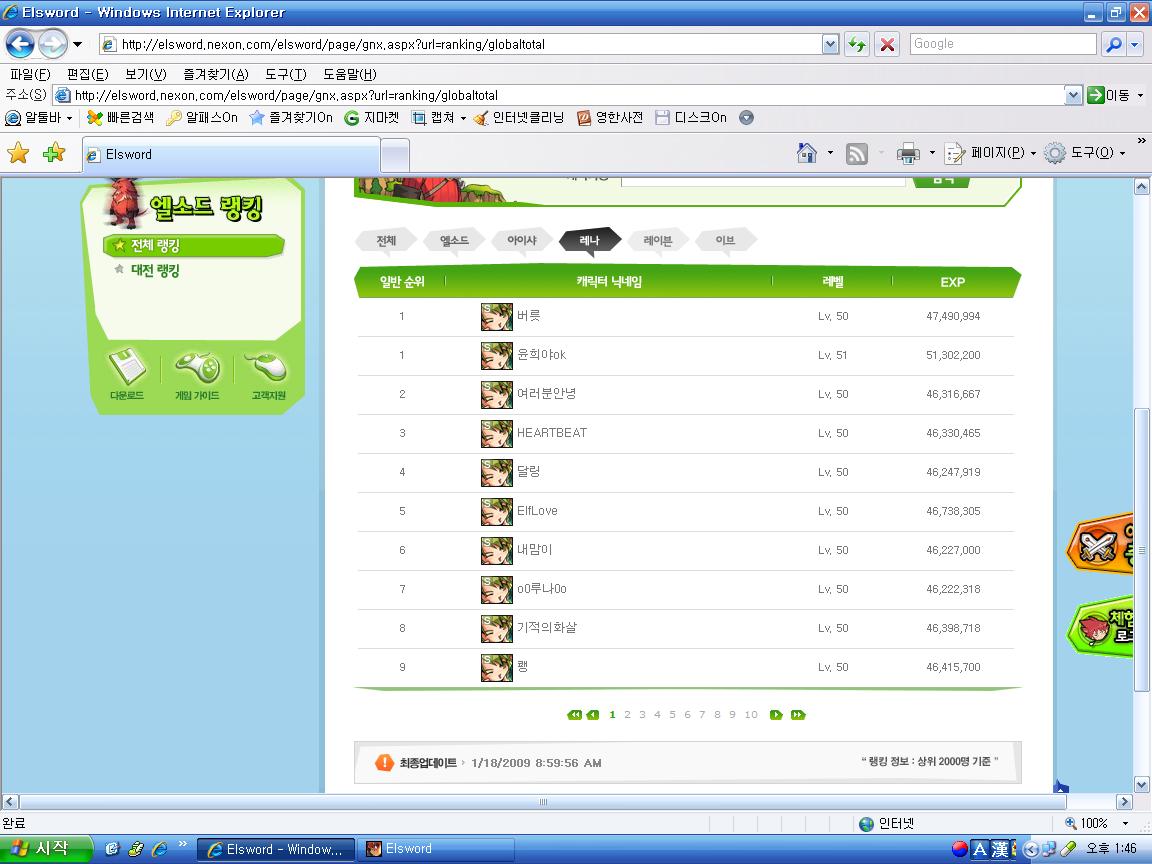 Elsword - Windows Internet Explorer
http://elsword.nexon.com/elsword/page/gnx.aspx?url=ranking/globaltotal
Google
파일(F) 편집(E) 보기(V) 즐겨찾기(A) 도구(T) 도움말(H)
주소(S) http://elsword.nexon.com/elsword/page/gnx.aspx?url=ranking/globaltotal 이동
알툴바 빠른검색 알패스On 즐겨찾기On 지마켓 캡쳐 인터넷클리닝 영한사전 디스크On
Elsword 페이지(P) 도구(O)
엘소드 랭킹
전체 랭킹
대전 랭킹
다운로드 게임 가이드 고객지원
전체 엘소드 아이샤 레나 레이븐 이브
일반 순위 캐릭터 닉네임 레벨 EXP
1 버릇 Lv. 50 47,490,994
1 윤희야ok Lv. 51 51,302,200
2 여러분안녕 Lv. 50 46,316,667
3 HEARTBEAT Lv. 50 46,330,465
4 달링 Lv. 50 46,247,919
5 ElfLove Lv. 50 46,738,305
6 내맘이 Lv. 50 46,227,000
7 o0루나0o Lv. 50 46,222,318
8 기적의화살 Lv. 50 46,398,718
9 팽 Lv. 50 46,415,700
1 2 3 4 5 6 7 8 9 10
최종업데이트 1/18/2009 8:59:56 AM
“ 랭킹 정보 : 상위 2000명 기준 ”
체험
완료 인터넷 100%
시작 Elsword - Window... Elsword A 漢 오후 1:46